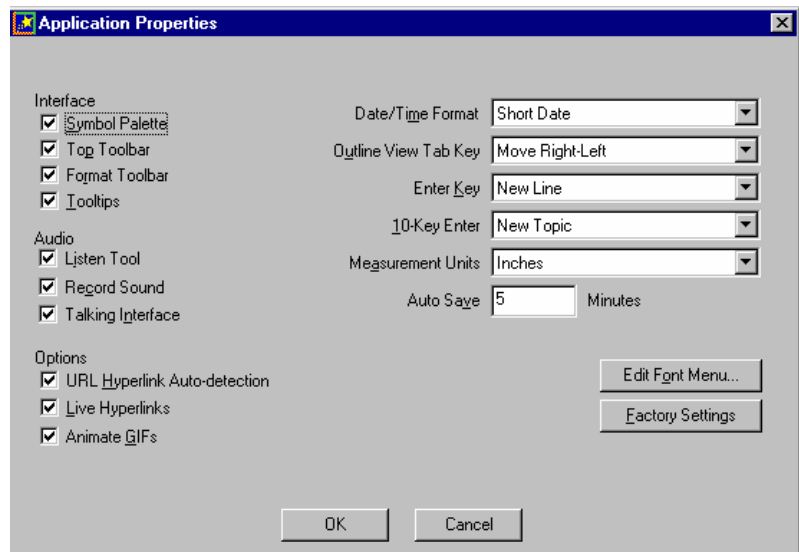 Application Properties
Interface
Symbol Palette
Top Toolbar
Format Toolbar
Tooltips
Audio
Listen Tool
Record Sound
Talking Interface
Options
URL Hyperlink Auto-detection
Live Hyperlinks
Animate GIFs
Date/Time Format Short Date
Outline View Tab Key Move Right-Left
Enter Key New Line
10-Key Enter New Topic
Measurement Units Inches
Auto Save 5 Minutes
Edit Font Menu...
Factory Settings
OK Cancel